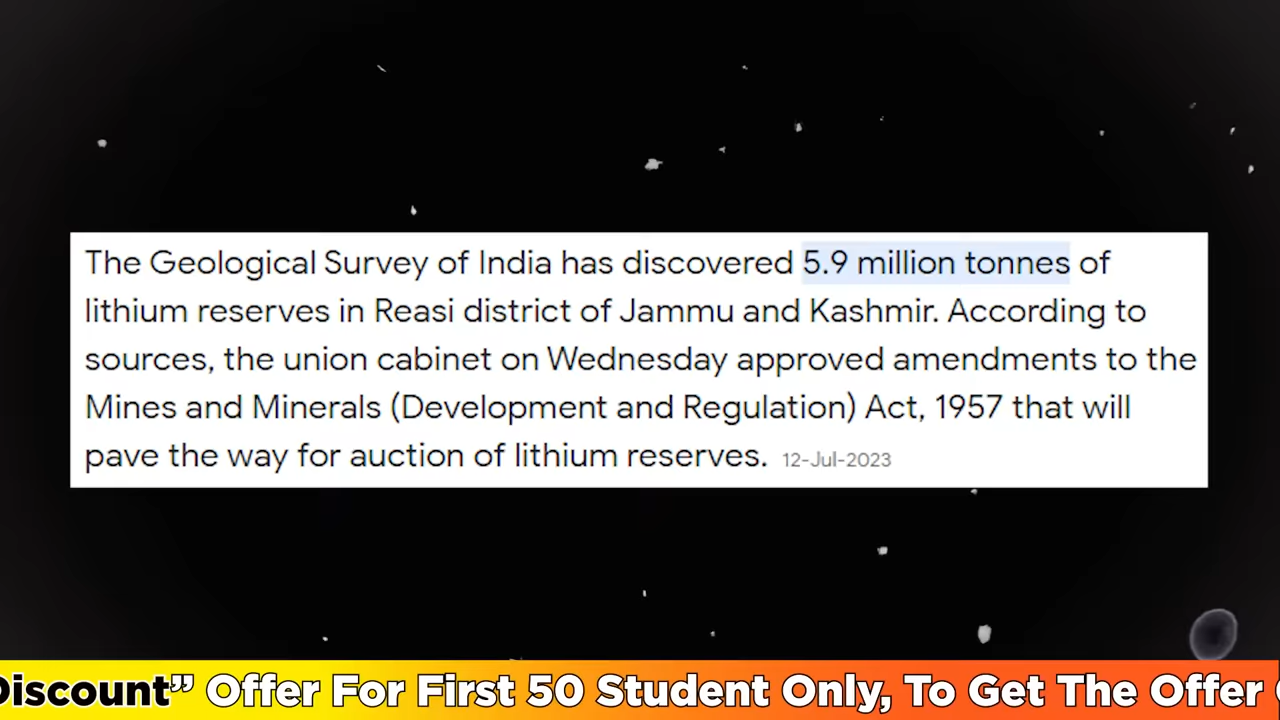 The Geological Survey of India has discovered 5.9 million tonnes of
lithium reserves in Reasi district of Jammu and Kashmir. According to
sources, the union cabinet on Wednesday approved amendments to the
Mines and Minerals (Development and Regulation) Act, 1957 that will
pave the way for auction of lithium reserves. 12-Jul-2023
Discount” Offer For First 50 Student Only, To Get The Offer